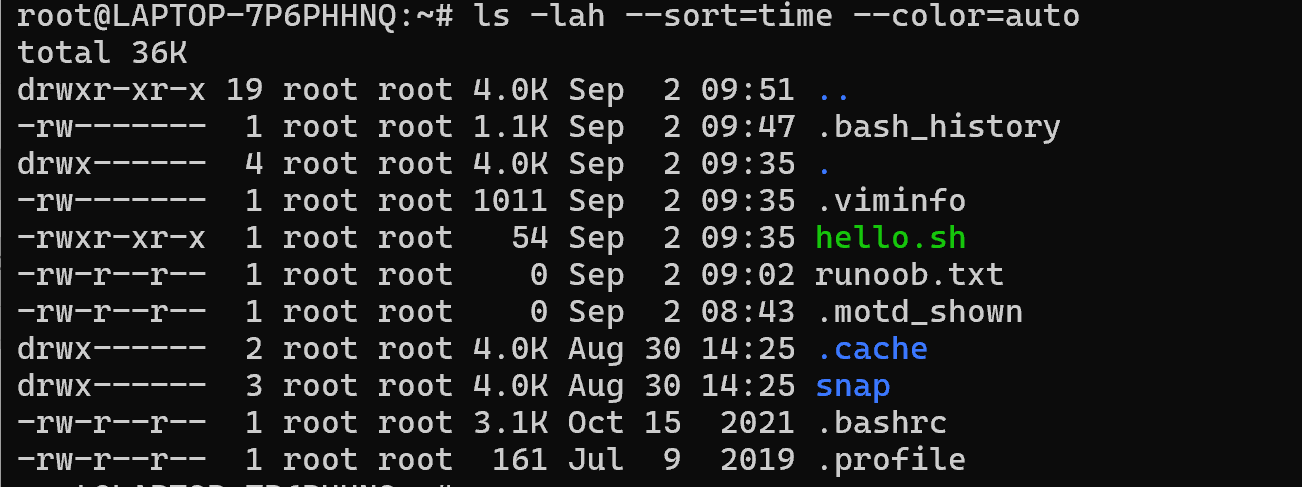 root@LAPTOP-7P6PHHNQ:~# ls -lah --sort=time --color=auto
total 36K
drwxr-xr-x 19 root root 4.0K Sep  2 09:51 ..
-rw-------  1 root root 1.1K Sep  2 09:47 .bash_history
drwx------  4 root root 4.0K Sep  2 09:35 .
-rw-------  1 root root 1011 Sep  2 09:35 .viminfo
-rwxr-xr-x  1 root root   54 Sep  2 09:35 hello.sh
-rw-r--r--  1 root root    0 Sep  2 09:02 runoob.txt
-rw-r--r--  1 root root    0 Sep  2 08:43 .motd_shown
drwx------  2 root root 4.0K Aug 30 14:25 .cache
drwx------  3 root root 4.0K Aug 30 14:25 snap
-rw-r--r--  1 root root 3.1K Oct 15  2021 .bashrc
-rw-r--r--  1 root root  161 Jul  9  2019 .profile